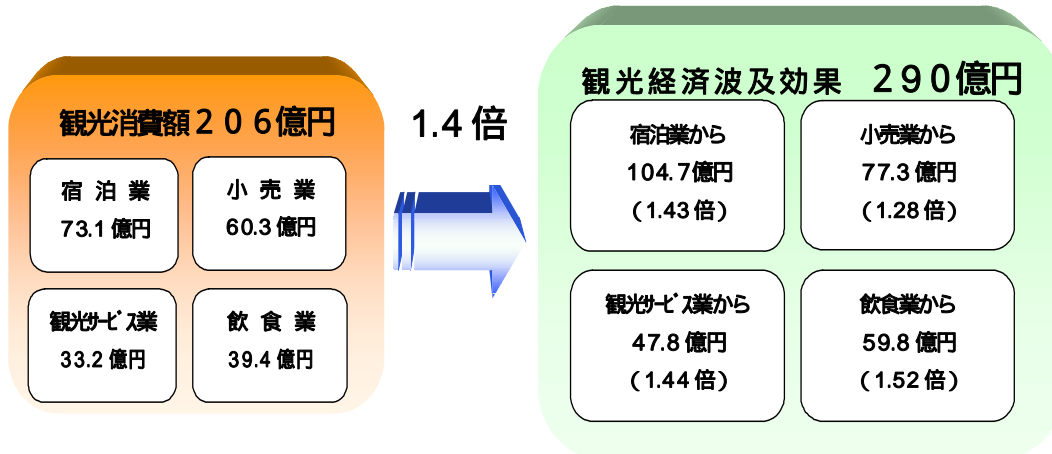 観光消費額206億円
宿泊業
73.1億円
小売業
60.3億円
観光ｻｰﾋﾞｽ業
33.2億円
飲食業
39.4億円
1.4倍
観光経済波及効果 290億円
宿泊業から
104.7億円
(1.43倍)
小売業から
77.3億円
(1.28倍)
観光ｻｰﾋﾞｽ業から
47.8億円
(1.44倍)
飲食業から
59.8億円
(1.52倍)